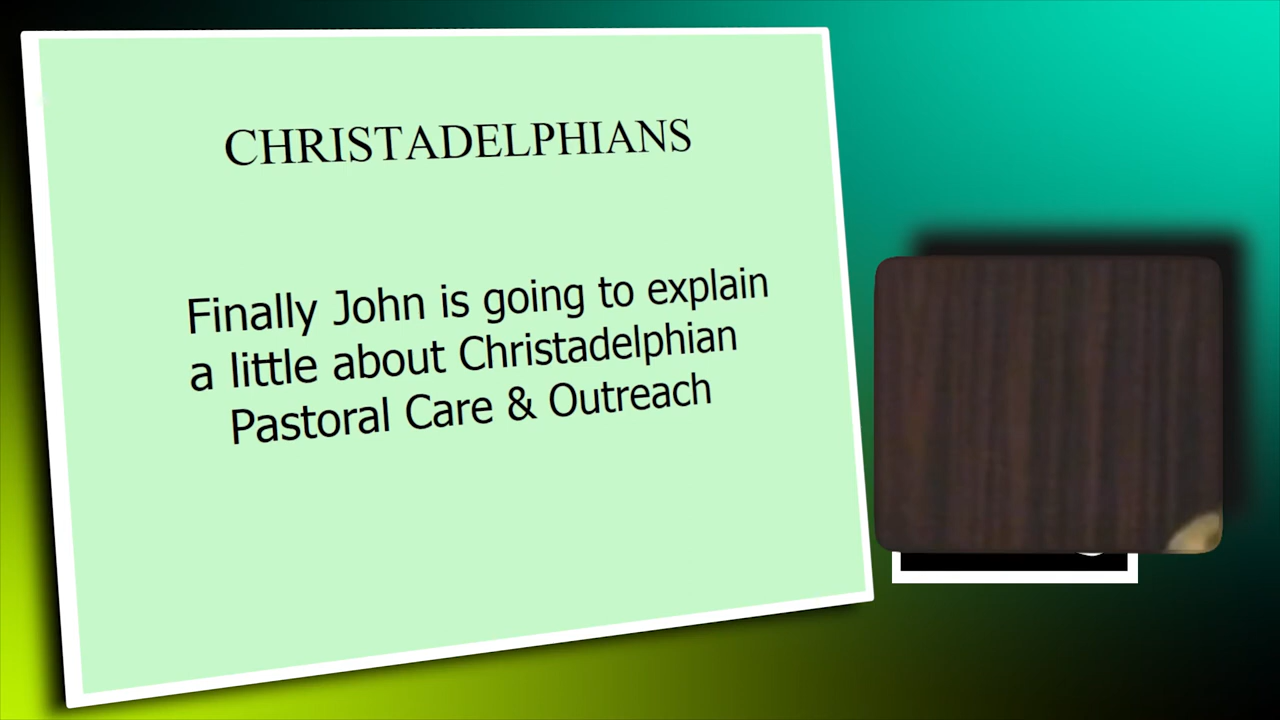 CHRISTADELPHIANS
Finally John is going to explain
a little about Christadelphian
Pastoral Care & Outreach